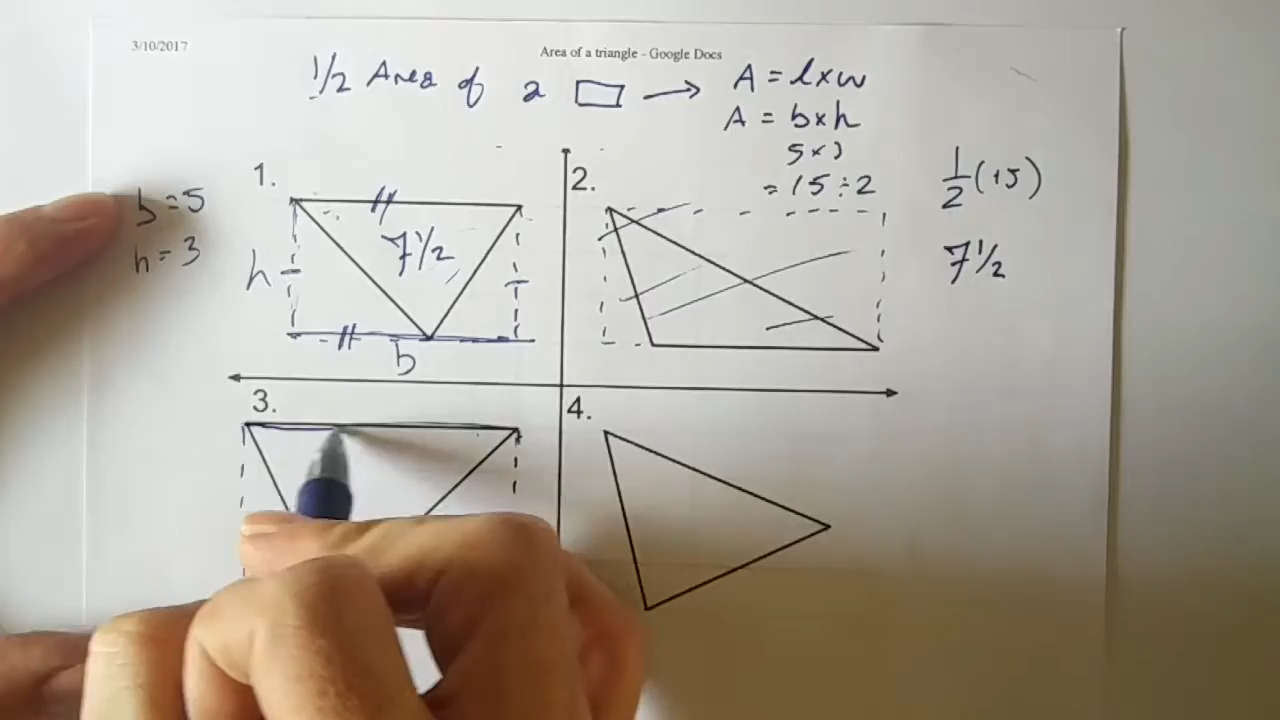 3/10/2017
Area of a triangle - Google Docs
1/2 Area of a → A = l x w
A = b x h
5 x 3
= 15 ÷ 2
1/2 (15)
7 1/2
b = 5
h = 3
1.
7 1/2
h
b
2.
3.
4.